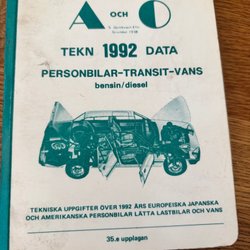 A OCH O
TEKN 1992 DATA
PERSONBILAR-TRANSIT-VANS
bensin/diesel
TEKNISKA UPPGIFTER ÖVER 1992 ÅRS EUROPEISKA JAPANSKA
OCH AMERIKANSKA PERSONBILAR LÄTTA LASTBILAR OCH VANS
35.e upplagan